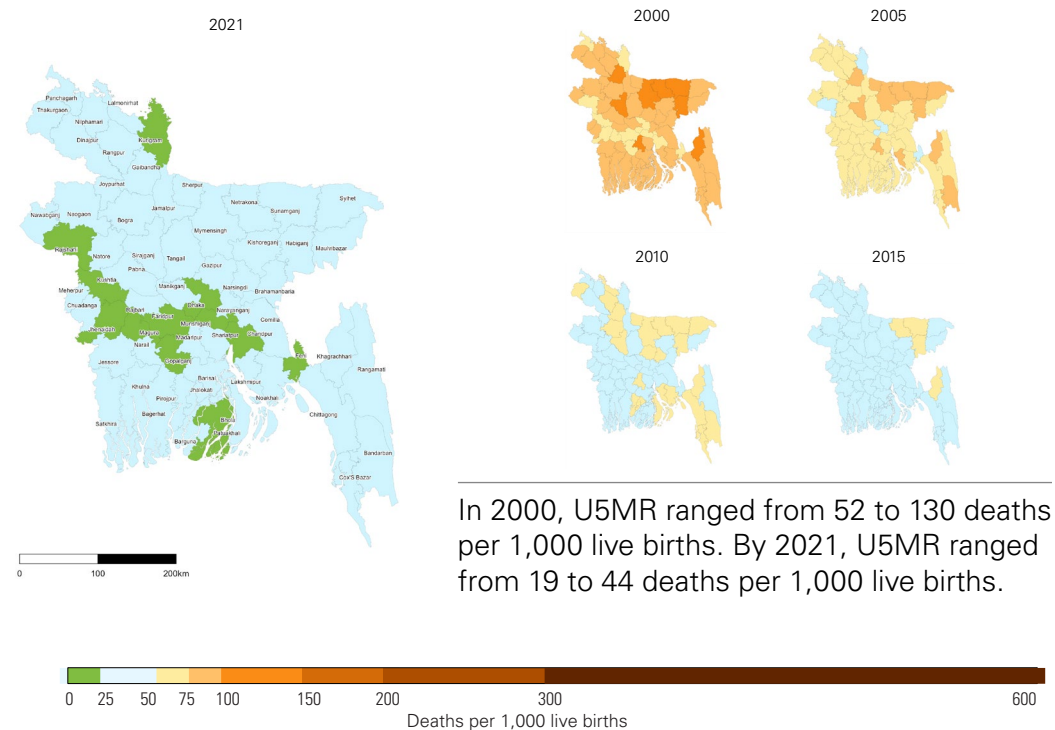 2021
2000
2005
Panchagarh
Lalmonirhat
Thakurgaon
Nilphamari
Kurigram
Dinajpur
Rangpur
Gaibandha
Joypurhat
Sherpur
Netrakona
Sylhet
Sunamganj
Nawabganj
Naogaon
Jamalpur
Bogra
Mymensingh
Kishoreganj
Habiganj
Maulvibazar
Rajshahi
Natore
Sirajganj
Tangail
Gazipur
Pabna
Kushtia
Manikganj
Narsingdi
Brahamanbaria
Meherpur
Chuadanga
Rajbari
Faridpur
Dhaka
Narayanganj
Comilla
Munshiganj
Jhenaidah
Magura
Madaripur
Shariatpur
Chandpur
Narail
Feni
Khagrachhari
Jessore
Gopalganj
Rangamati
Barisal
Lakshmipur
Khulna
Jhalokati
Pirojpur
Noakhali
Bagerhat
Bhola
Chittagong
Satkhira
Patuakhali
Barguna
Bandarban
Cox'S Bazar
2010
2015
0 100 200km
In 2000, U5MR ranged from 52 to 130 deaths
per 1,000 live births. By 2021, U5MR ranged
from 19 to 44 deaths per 1,000 live births.
0 25 50 75 100 150 200 300 600
Deaths per 1,000 live births